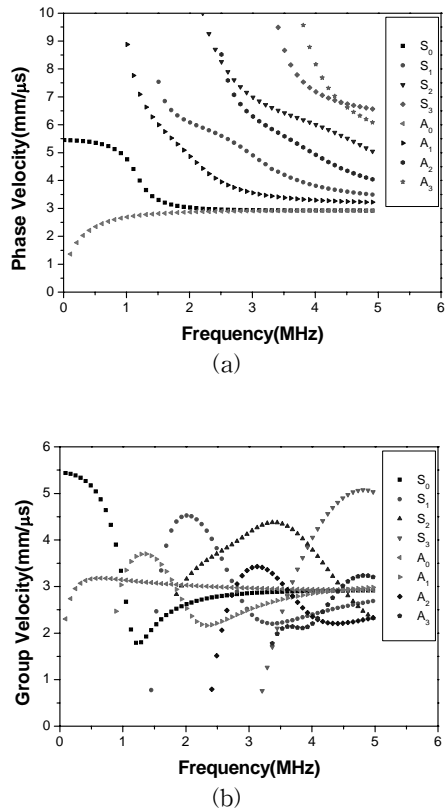 10
9
8
7
6
5
4
3
2
1
0
Phase Velocity(mm/μs)
0 1 2 3 4 5 6
Frequency(MHz)
S0
S1
S2
S3
A0
A1
A2
A3
(a)
6
5
4
3
2
1
0
Group Velocity(mm/μs)
0 1 2 3 4 5 6
Frequency(MHz)
S0
S1
S2
S3
A0
A1
A2
A3
(b)